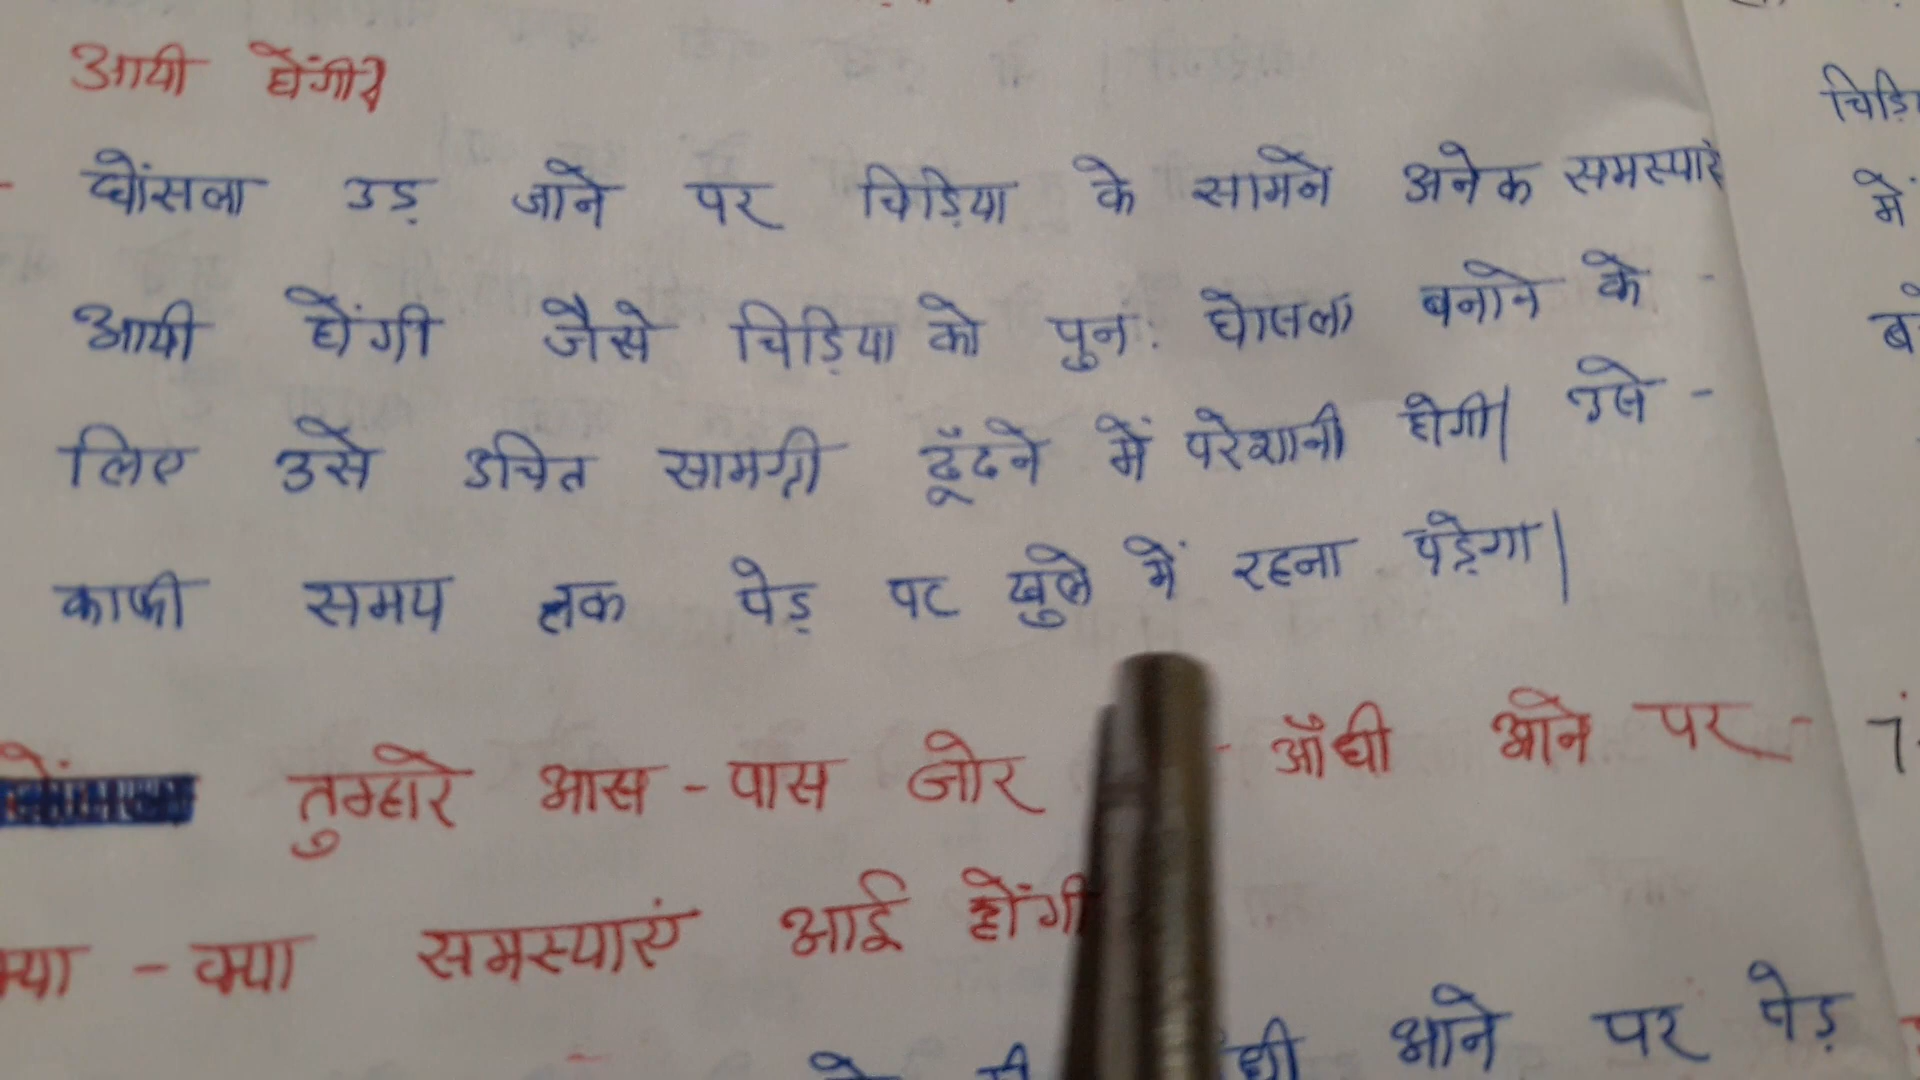 आयी होंगी?
घोंसला उड़ जाने पर चिड़िया के सामने अनेक समस्याएं
आयी होंगी जैसे चिड़िया को पुन: घोसला बनाने के -
लिए उसे उचित सामग्री ढूँढने में परेशानी होगी। उसे -
काफी समय तक पेड़ पर खुले में रहना पड़ेगा।
तुम्हारे आस-पास जोर - आँधी आने पर -
क्या - क्या समस्याएं आई होंगी
आने पर पेड़
चिड़ि
में